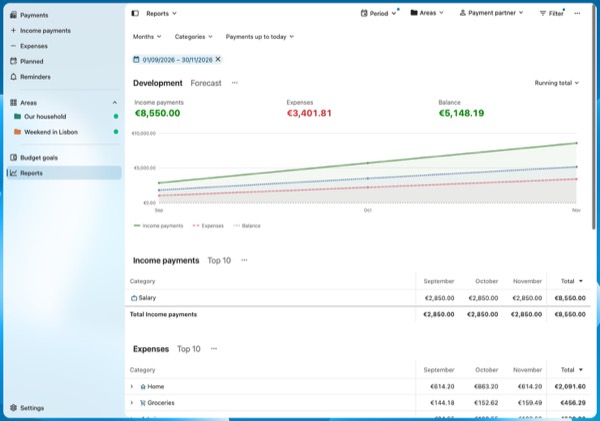 Payments
Income payments
Expenses
Planned
Reminders
Areas
Our household
Weekend in Lisbon
Budget goals
Reports
Settings
Reports
Period
Areas
Payment partner
Filter
Months
Categories
Payments up to today
01/09/2026 – 30/11/2026
Development Forecast
Running total
Income payments Expenses Balance
€8,550.00 €3,401.81 €5,148.19
€10,000.00
€5,000.00
€0.00
Sep Oct Nov
Income payments Expenses Balance
Income payments Top 10
Category September October November Total
Salary €2,850.00 €2,850.00 €2,850.00 €8,550.00
Total Income payments €2,850.00 €2,850.00 €2,850.00 €8,550.00
Expenses Top 10
Category September October November Total
Home €614.20 €863.20 €614.20 €2,091.60
Groceries €144.18 €152.62 €159.49 €456.29